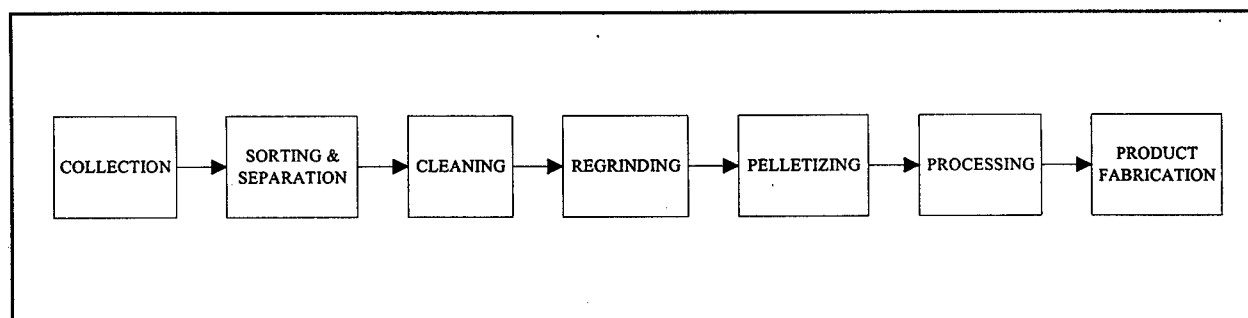 COLLECTION
SORTING &
SEPARATION
CLEANING
REGRINDING
PELLETIZING
PROCESSING
PRODUCT
FABRICATION